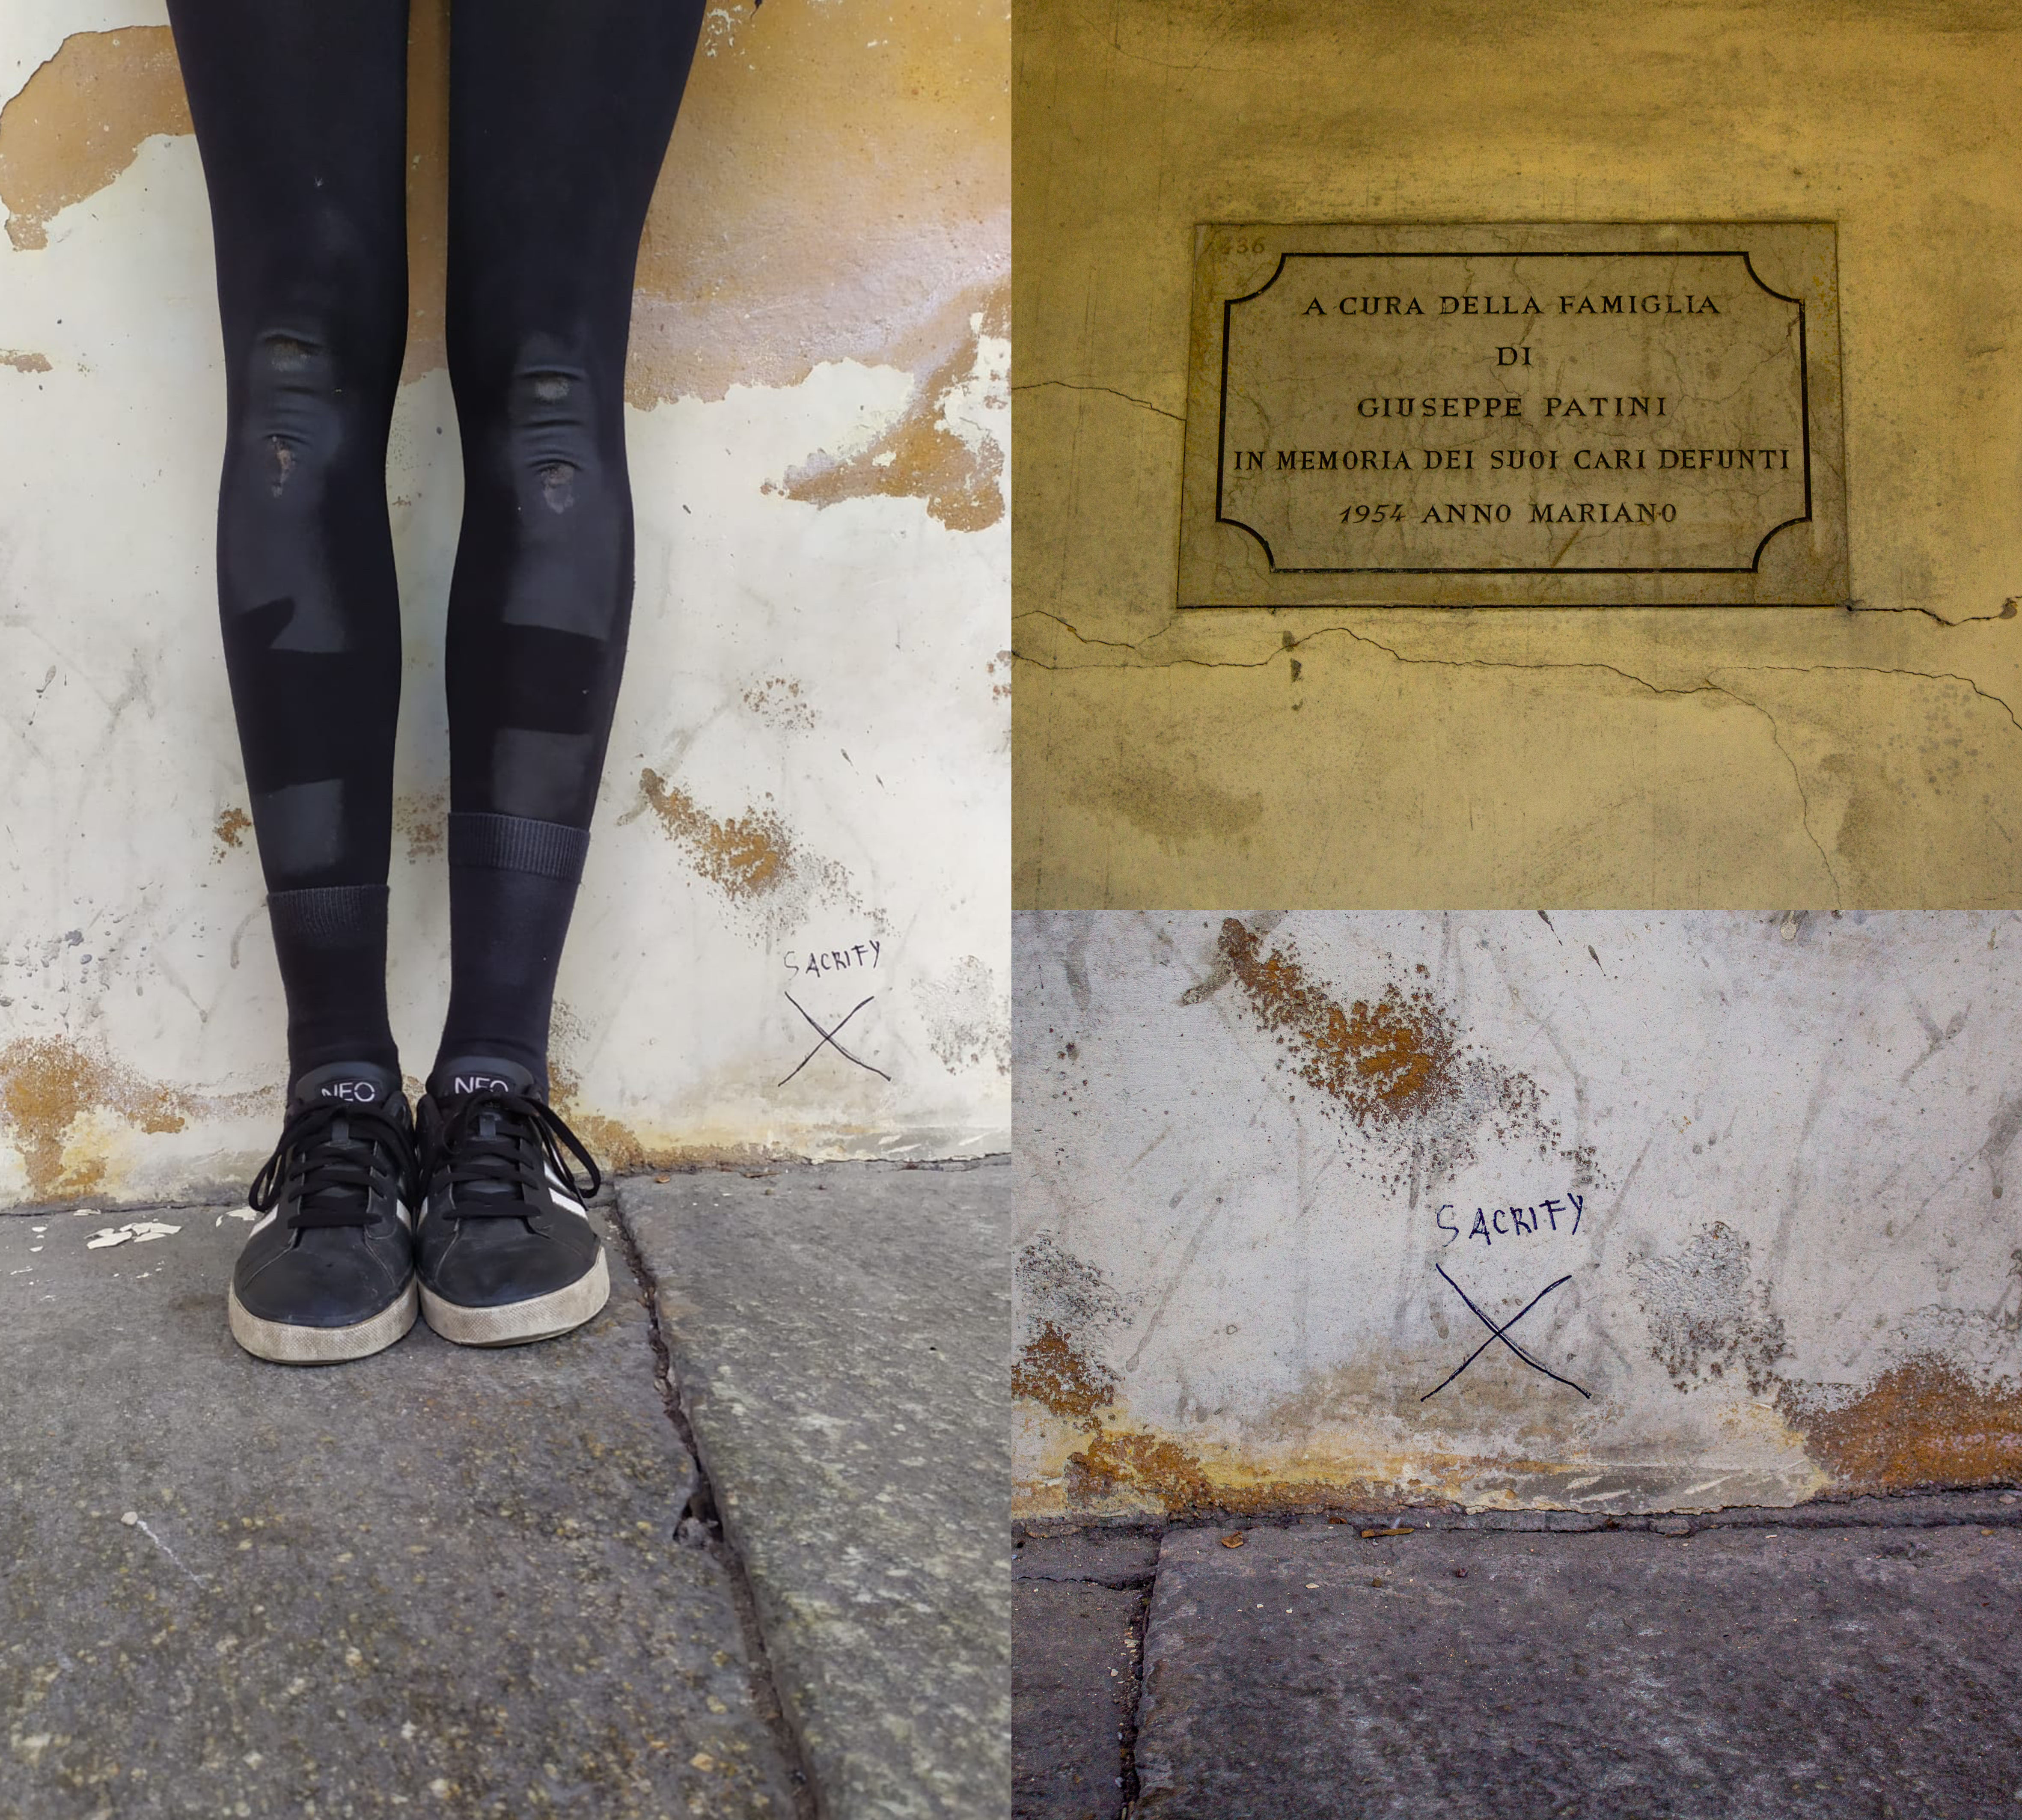 SACRIFY
NEO
NEO
436
A CURA DELLA FAMIGLIA
DI
GIUSEPPE PATINI
IN MEMORIA DEI SUOI CARI DEFUNTI
1954 ANNO MARIANO
SACRIFY